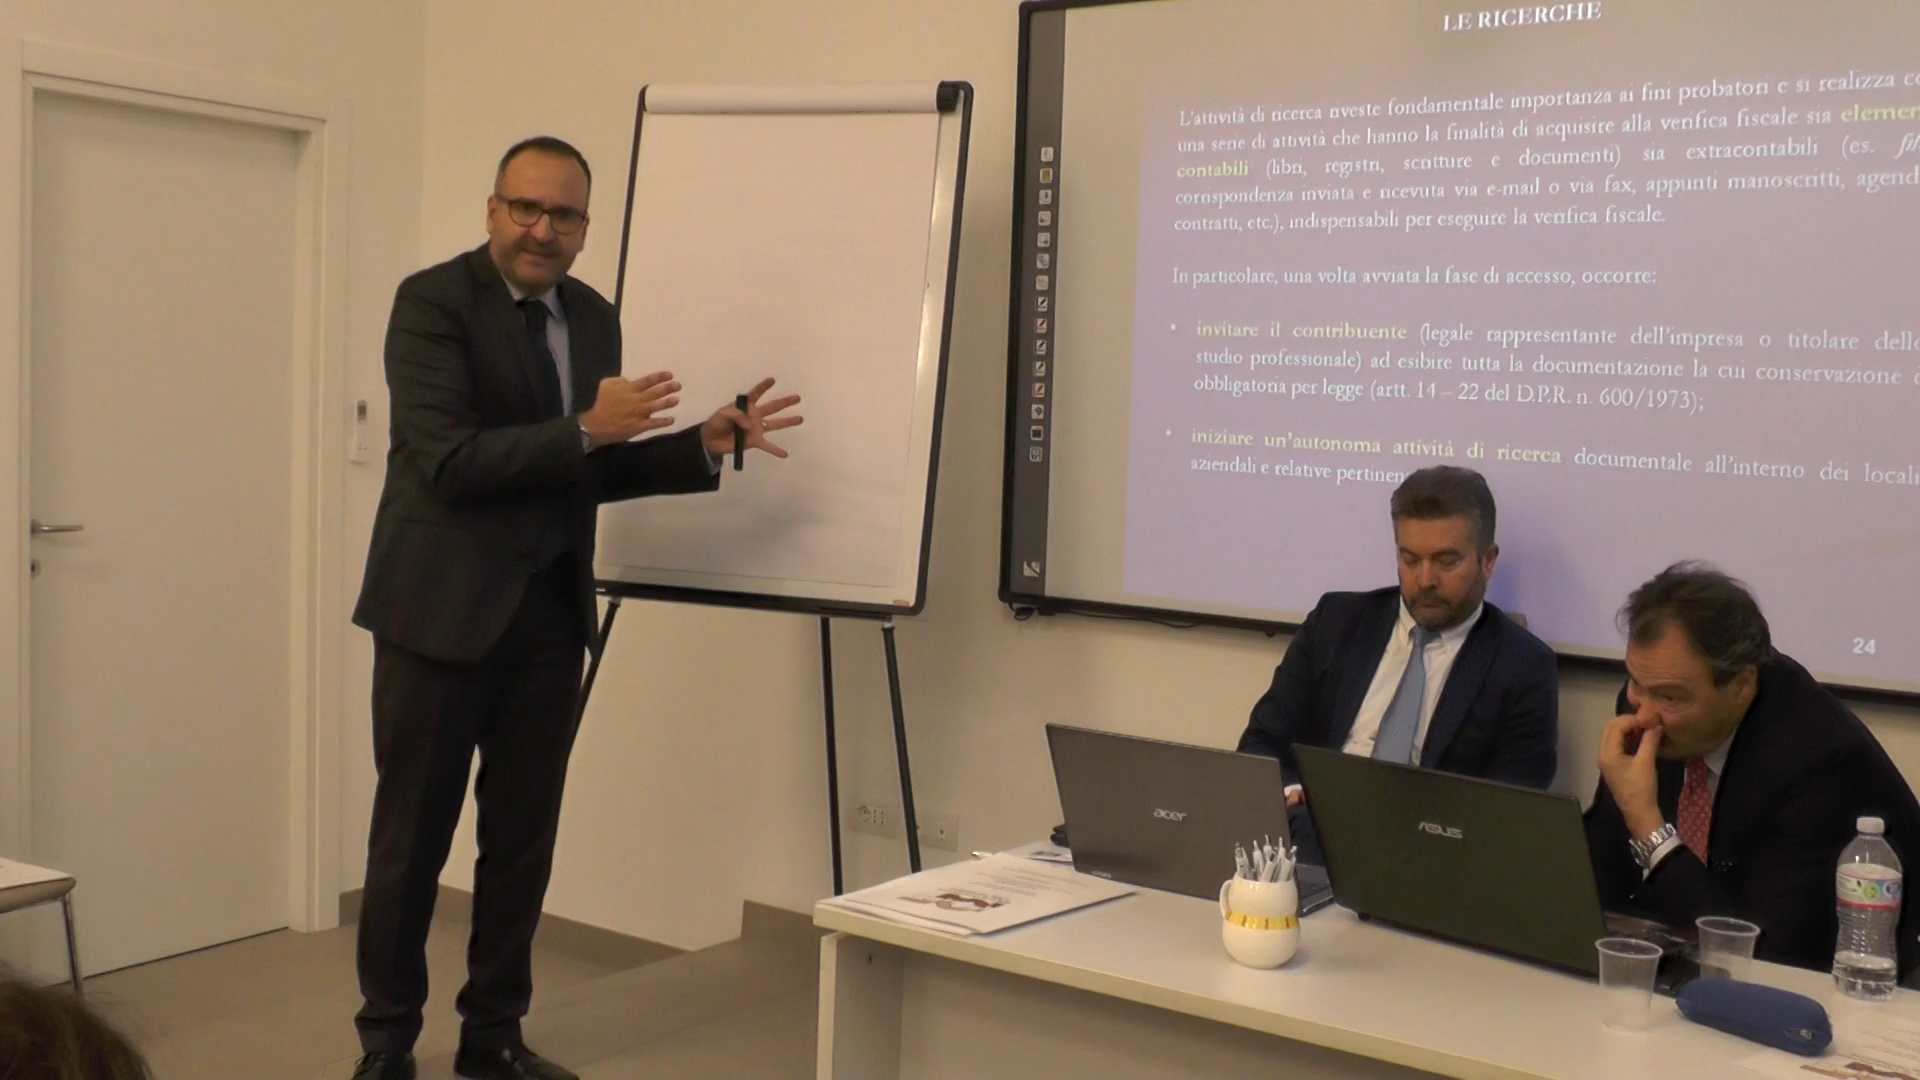 LE RICERCHE
L'attività di ricerca riveste fondamentale importanza ai fini probatori e si realizza
una serie di attività che hanno la finalità di acquisire alla verifica fiscale sia
contabili (libri, registri, scritture e documenti) sia extracontabili (es.
corrispondenza inviata e ricevuta via e-mail o via fax, appunti manoscritti,
contratti, etc.), indispensabili per eseguire la verifica fiscale.
In particolare, una volta avviata la fase di accesso, occorre:
• invitare il contribuente (legale rappresentante dell'impresa o titolare dello
studio professionale) ad esibire tutta la documentazione la cui conservazione
obbligatoria per legge (artt. 14 – 22 del D.P.R. n. 600/1973);
• iniziare un'autonoma attività di ricerca documentale all'interno dei locali
aziendali e relative
24
acer
ASUS